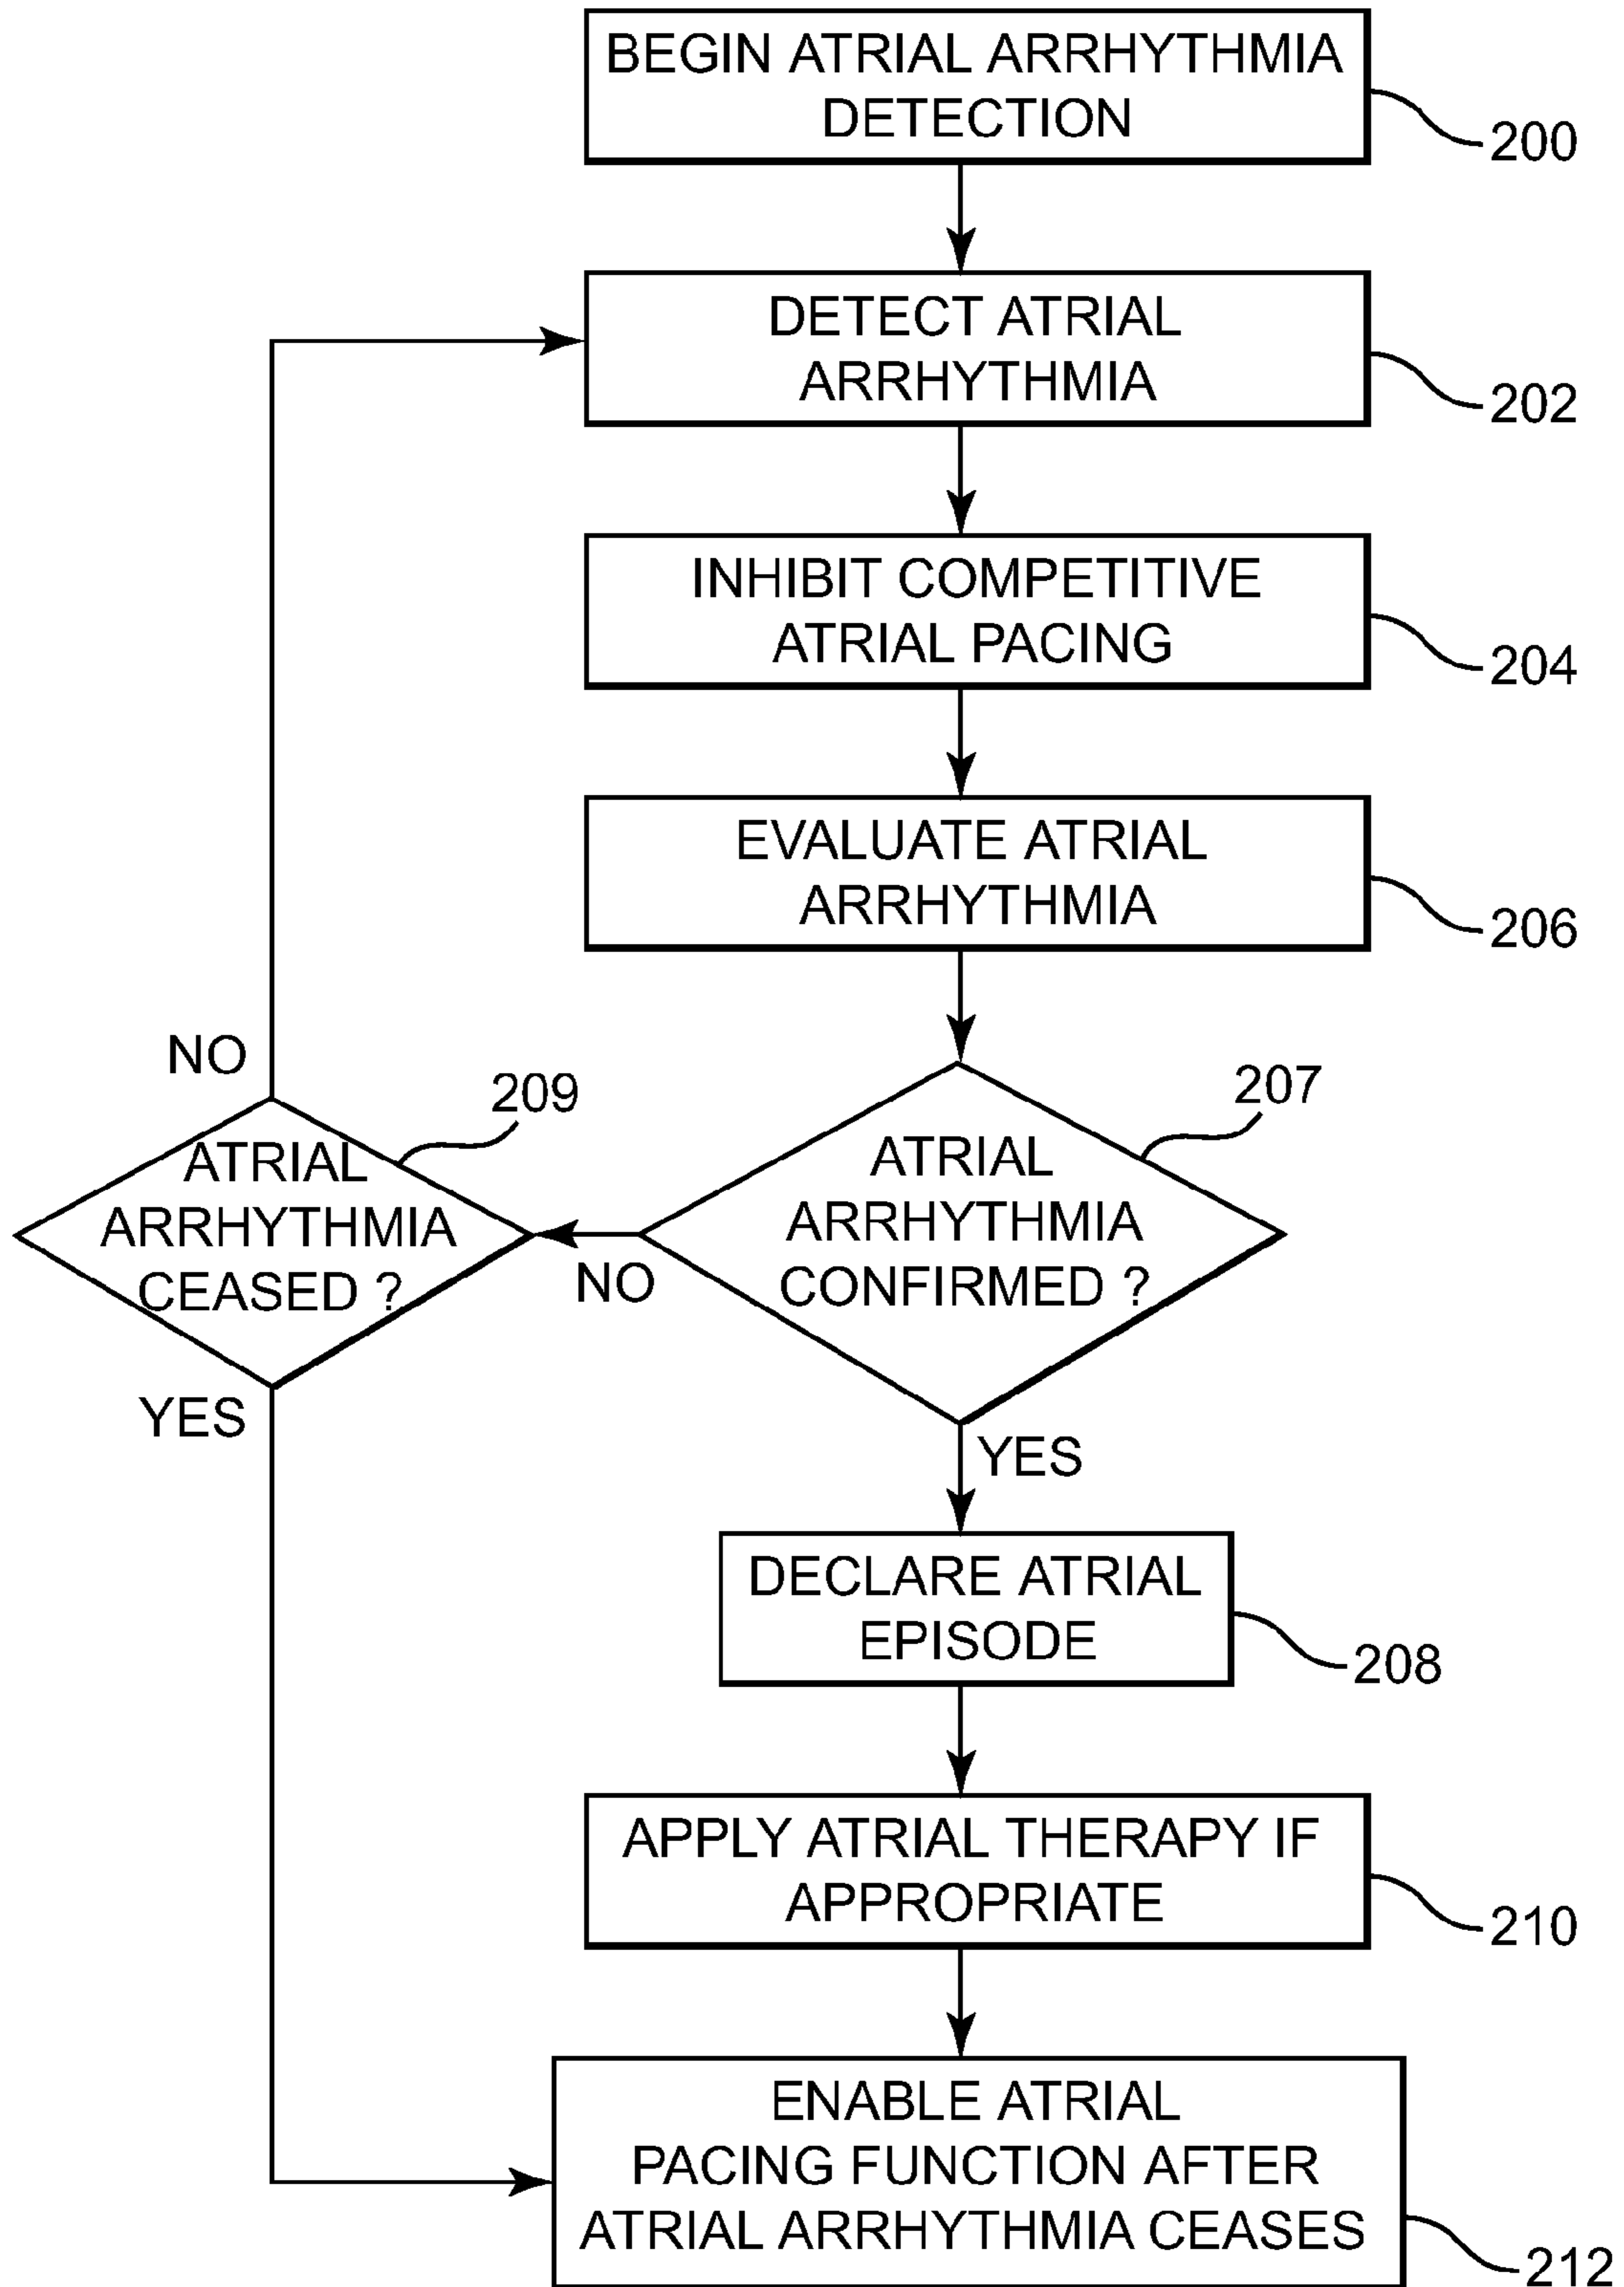 BEGIN ATRIAL ARRHYTHMIA
DETECTION
200
DETECT ATRIAL
ARRHYTHMIA
202
INHIBIT COMPETITIVE
ATRIAL PACING
204
EVALUATE ATRIAL
ARRHYTHMIA
206
NO
209
207
ATRIAL
ARRHYTHMIA
CEASED ?
NO
ATRIAL
ARRHYTHMIA
CONFIRMED ?
YES
YES
DECLARE ATRIAL
EPISODE
208
APPLY ATRIAL THERAPY IF
APPROPRIATE
210
ENABLE ATRIAL
PACING FUNCTION AFTER
ATRIAL ARRHYTHMIA CEASES
212